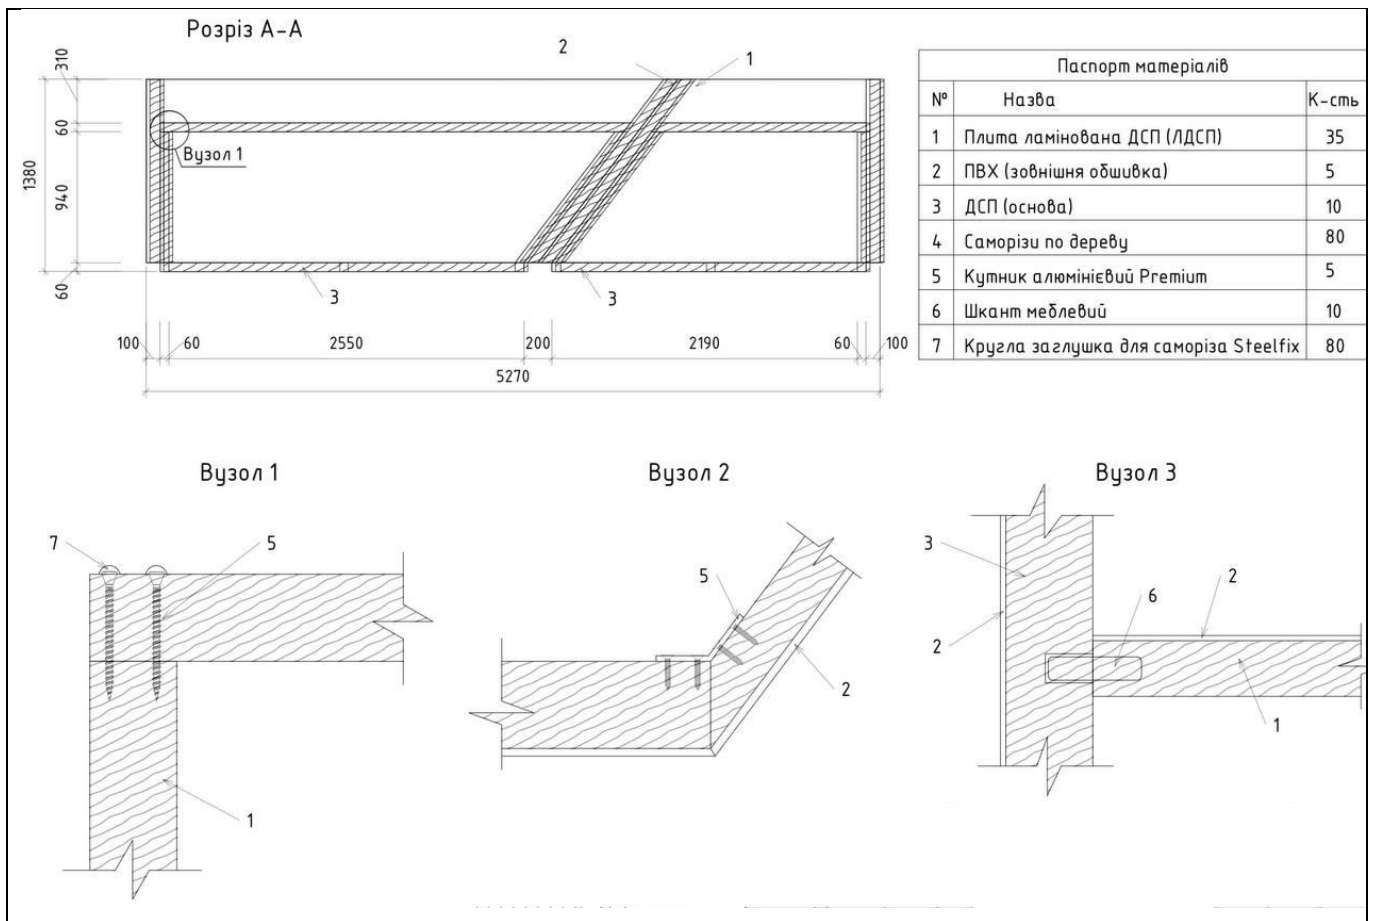 Розріз А-А
2
1
310
60
1380
940
60
Вузол 1
3
3
100
60
2550
200
2190
60
100
5270
Паспорт матеріалів
№ Назва К-сть
1 Плита ламінована ДСП (ЛДСП) 35
2 ПВХ (зовнішня обшивка) 5
3 ДСП (основа) 10
4 Саморізи по дереву 80
5 Кутник алюмінієвий Premium 5
6 Шкант меблевий 10
7 Кругла заглушка для саморіза Steelfix 80
Вузол 1
7
5
1
Вузол 2
5
2
Вузол 3
3
2
6
2
1